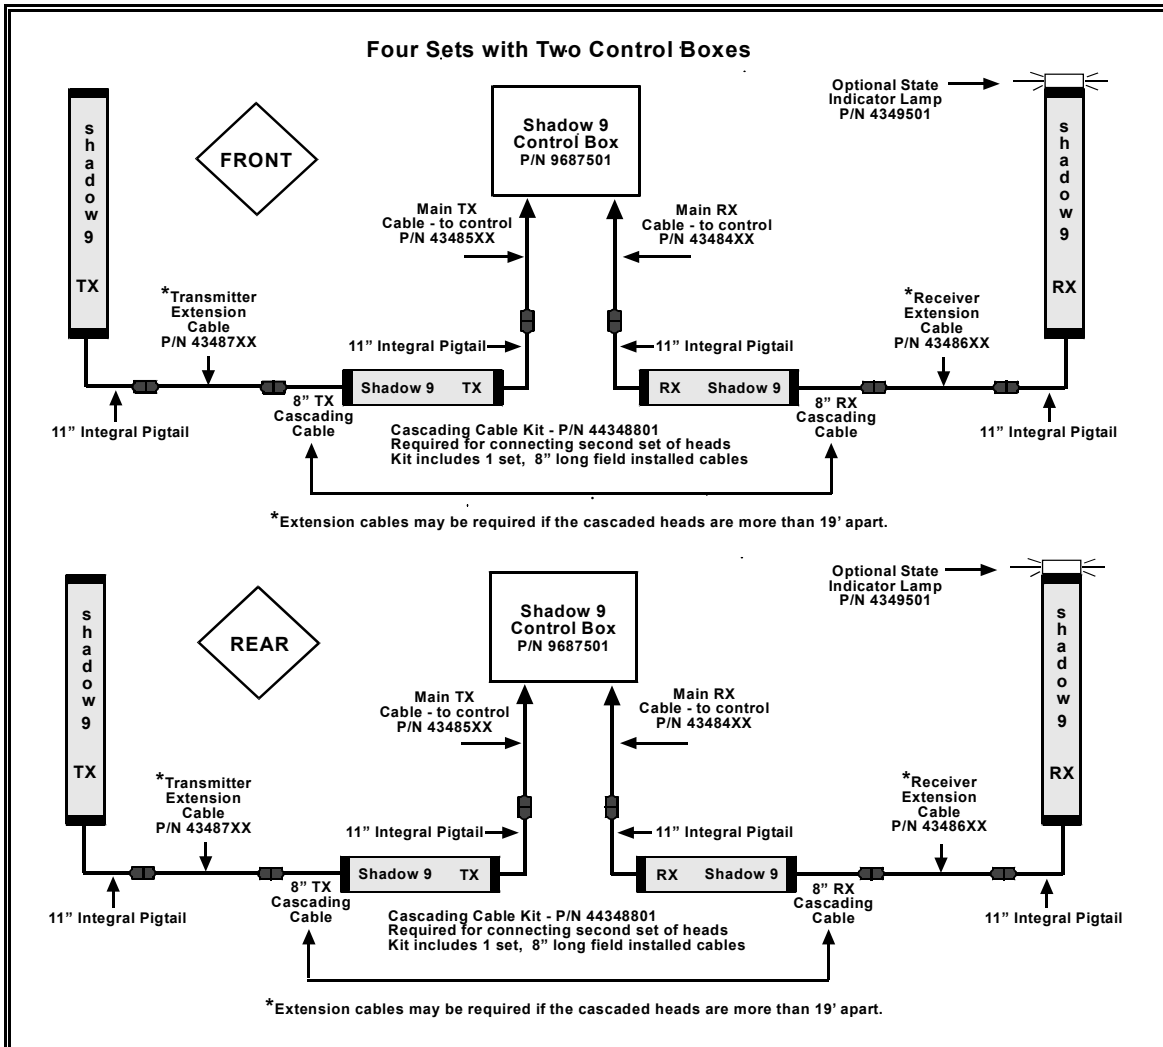 Four Sets with Two Control Boxes
Optional State
Indicator Lamp
P/N 4349501
shadow 9
TX
FRONT
Shadow 9
Control Box
P/N 9687501
shadow 9
RX
Main TX
Cable - to control
P/N 43485XX
Main RX
Cable - to control
P/N 43484XX
*Transmitter
Extension
Cable
P/N 43487XX
*Receiver
Extension
Cable
P/N 43486XX
11” Integral Pigtail
11” Integral Pigtail
Shadow 9 TX
RX Shadow 9
11” Integral Pigtail
8” TX
Cascading
Cable
8” RX
Cascading
Cable
11” Integral Pigtail
Cascading Cable Kit - P/N 44348801
Required for connecting second set of heads
Kit includes 1 set, 8” long field installed cables
*Extension cables may be required if the cascaded heads are more than 19’ apart.
Optional State
Indicator Lamp
P/N 4349501
shadow 9
TX
REAR
Shadow 9
Control Box
P/N 9687501
shadow 9
RX
Main TX
Cable - to control
P/N 43485XX
Main RX
Cable - to control
P/N 43484XX
*Transmitter
Extension
Cable
P/N 43487XX
*Receiver
Extension
Cable
P/N 43486XX
11” Integral Pigtail
11” Integral Pigtail
Shadow 9 TX
RX Shadow 9
11” Integral Pigtail
8” TX
Cascading
Cable
8” RX
Cascading
Cable
11” Integral Pigtail
Cascading Cable Kit - P/N 44348801
Required for connecting second set of heads
Kit includes 1 set, 8” long field installed cables
*Extension cables may be required if the cascaded heads are more than 19’ apart.